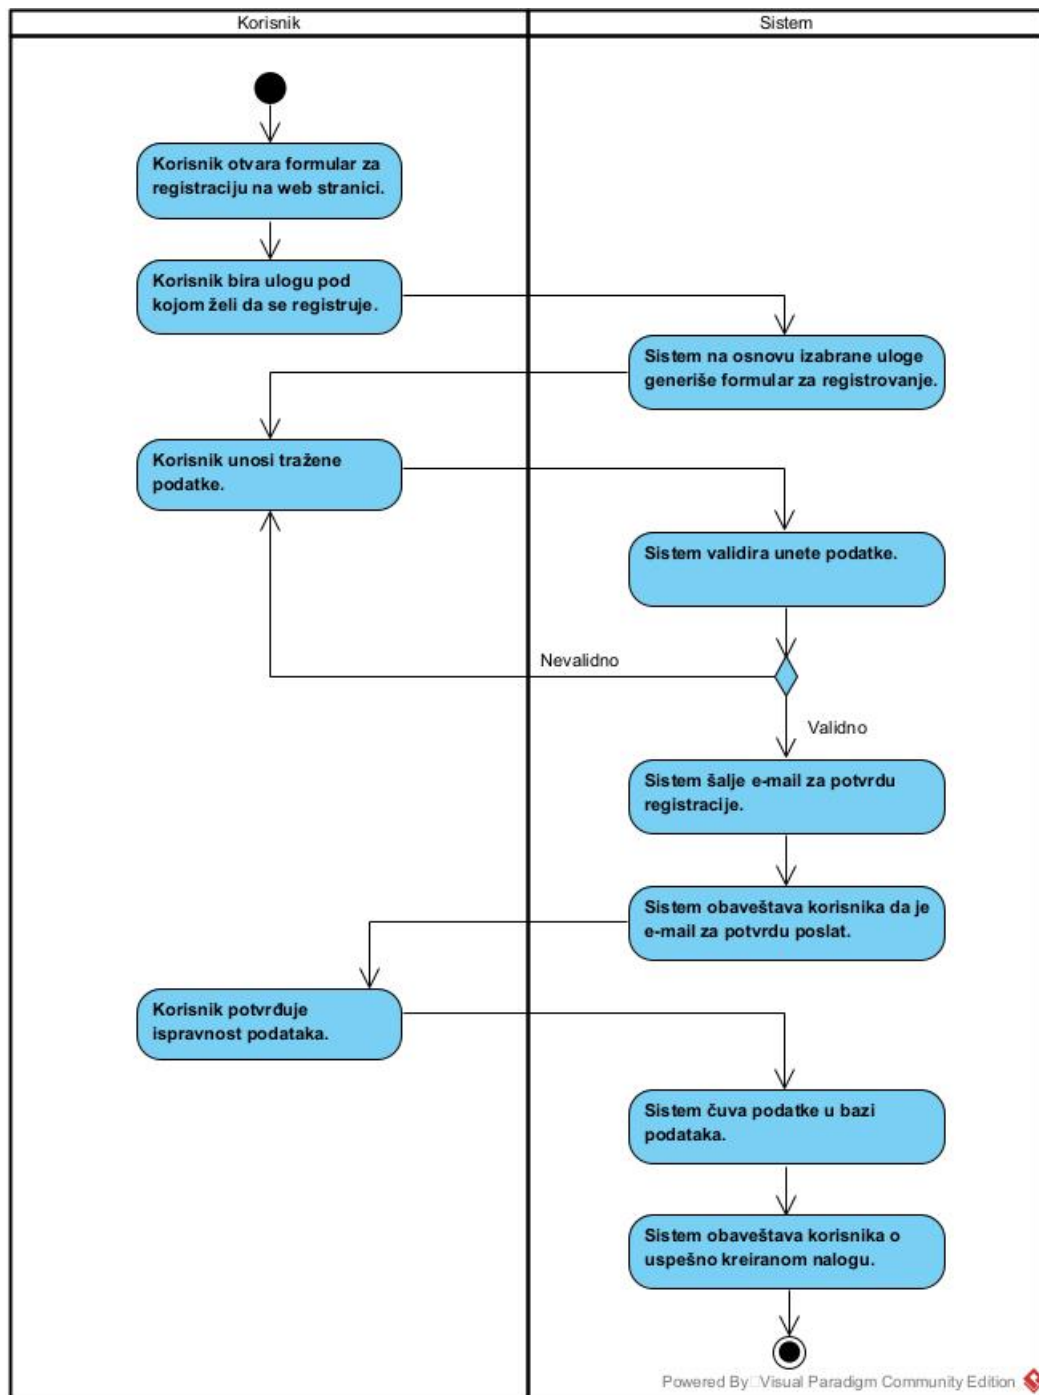 Korisnik
Sistem
Korisnik otvara formular za
registraciju na web stranici.
Korisnik bira ulogu pod
kojom želi da se registruje.
Sistem na osnovu izabrane uloge
generiše formular za registrovanje.
Korisnik unosi tražene
podatke.
Sistem validira unete podatke.
Nevalidno
Validno
Sistem šalje e-mail za potvrdu
registracije.
Sistem obaveštava korisnika da je
e-mail za potvrdu poslat.
Korisnik potvrđuje
ispravnost podataka.
Sistem čuva podatke u bazi
podataka.
Sistem obaveštava korisnika o
uspešno kreiranom nalogu.
Powered By Visual Paradigm Community Edition